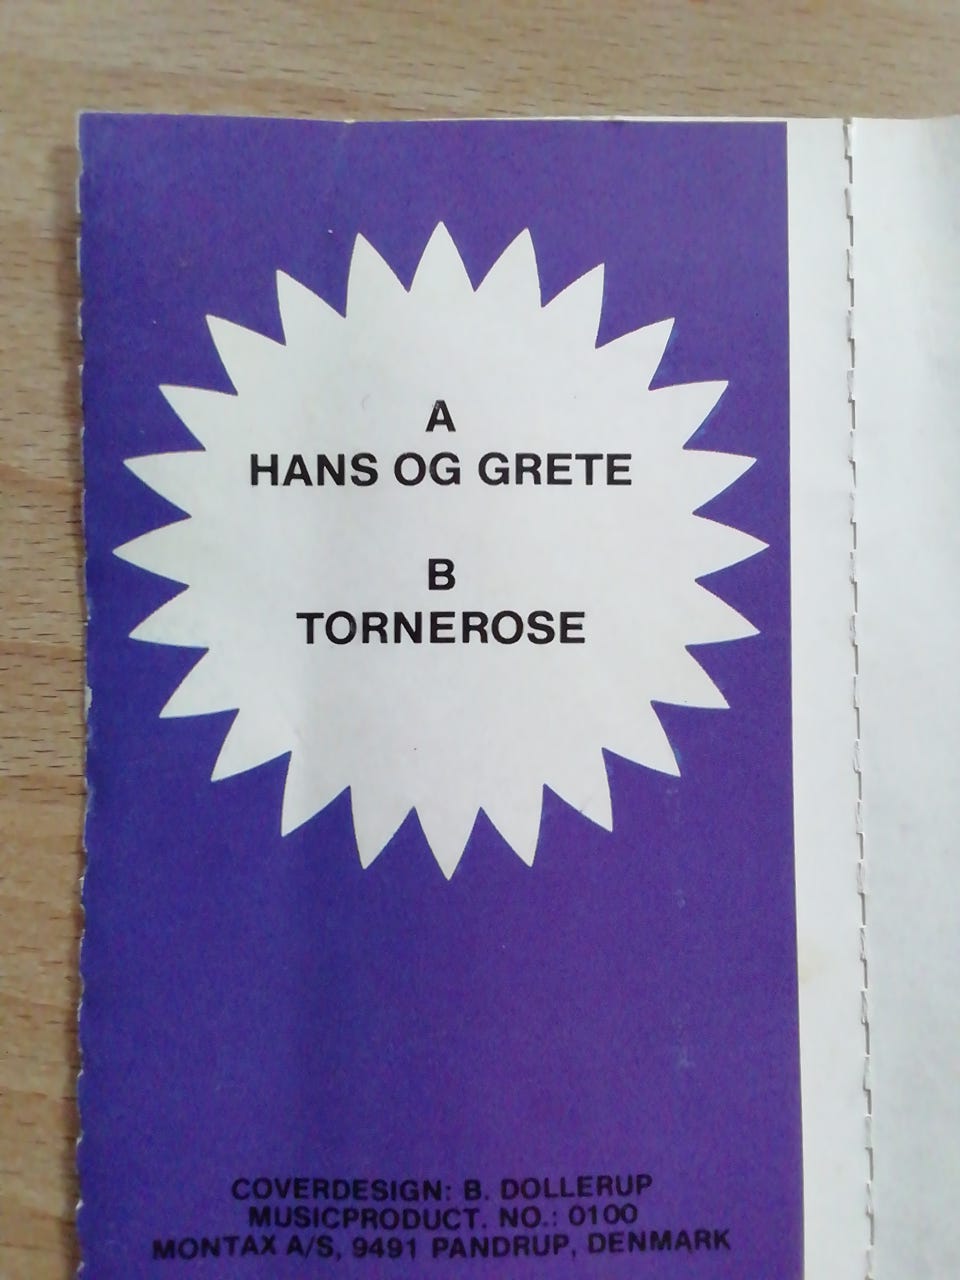 A
HANS OG GRETE
B
TORNEROSE
COVERDESIGN: B. DOLLERUP
MUSICPRODUCT. NO.: 0100
MONTAX A/S, 9491 PANDRUP, DENMARK